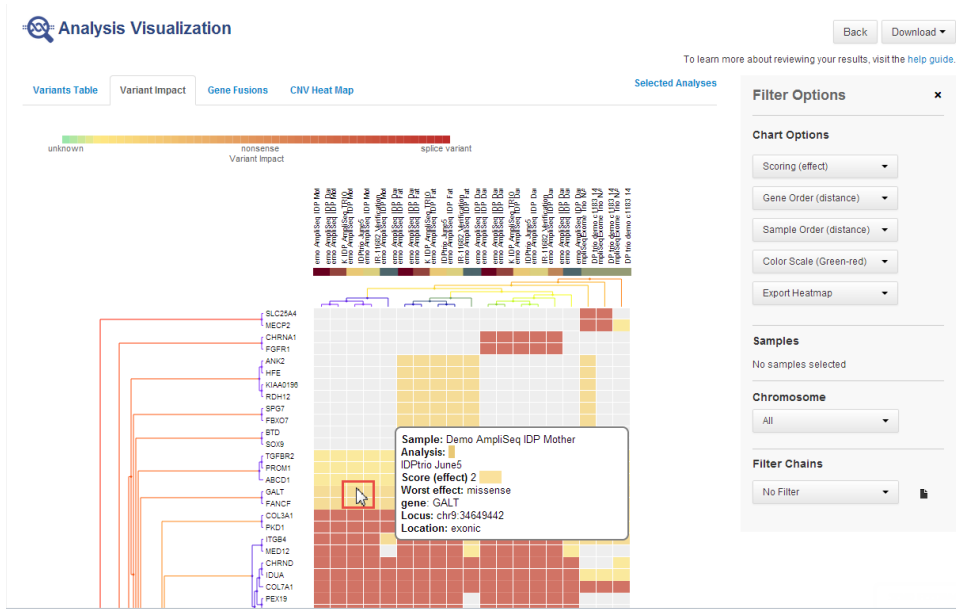 Analysis Visualization
Back
Download
To learn more about reviewing your results, visit the help guide.
Variants Table
Variant Impact
Gene Fusions
CNV Heat Map
Selected Analyses
unknown
nonsense
splice variant
Variant Impact
SLC25A4
MECP2
CHRNA1
FGFR1
ANK2
HFE
KIAA0196
RDH12
SPG7
FBXO7
BTD
SOX9
TGFBR2
PROM1
ABCD1
GALT
FANCF
COL3A1
PKD1
ITGB4
MED12
CHRND
IDUA
COL7A1
PEX19
Sample: Demo AmpliSeq IDP Mother
Analysis:
IDPtrio June5
Score (effect) 2
Worst effect: missense
gene: GALT
Locus: chr9:34649442
Location: exonic
Filter Options
×
Chart Options
Scoring (effect)
Gene Order (distance)
Sample Order (distance)
Color Scale (Green-red)
Export Heatmap
Samples
No samples selected
Chromosome
All
Filter Chains
No Filter